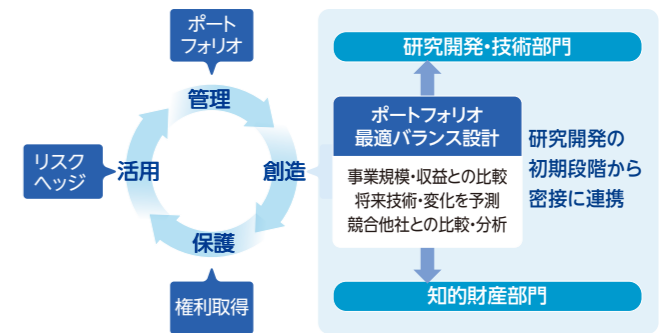 ポート
フォリオ
管理
リスク
ヘッジ
活用
創造
保護
権利取得
研究開発・技術部門
ポートフォリオ
最適バランス設計
事業規模・収益との比較
将来技術・変化を予測
競合他社との比較・分析
研究開発の
初期段階から
密接に連携
知的財産部門